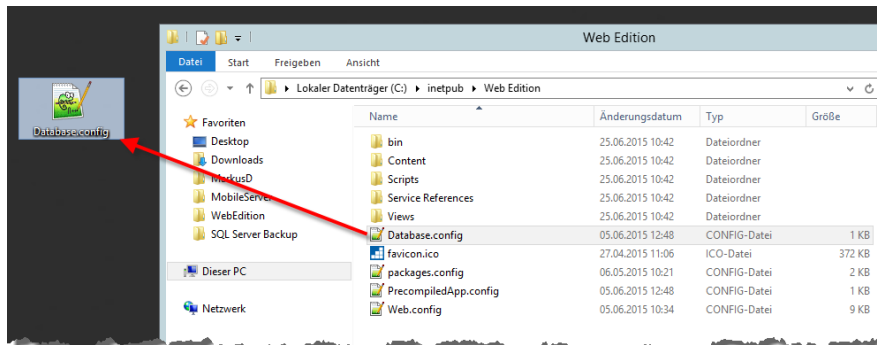 Web Edition
Datei Start Freigeben Ansicht
Lokaler Datenträger (C:) inetpub Web Edition
Database.config
Name Änderungsdatum Typ Größe
Favoriten
Desktop
Downloads
MarkusD
MobileServer
WebEdition
SQL Server Backup
Dieser PC
Netzwerk
bin 25.06.2015 10:42 Dateiordner
Content 25.06.2015 10:42 Dateiordner
Scripts 25.06.2015 10:42 Dateiordner
Service References 25.06.2015 10:42 Dateiordner
Views 25.06.2015 10:48 Dateiordner
Database.config 05.06.2015 12:48 CONFIG-Datei 1 KB
favicon.ico 27.04.2015 11:06 ICO-Datei 372 KB
packages.config 06.05.2015 10:21 CONFIG-Datei 2 KB
PrecompiledApp.config 05.06.2015 12:48 CONFIG-Datei 1 KB
Web.config 05.06.2015 10:34 CONFIG-Datei 9 KB